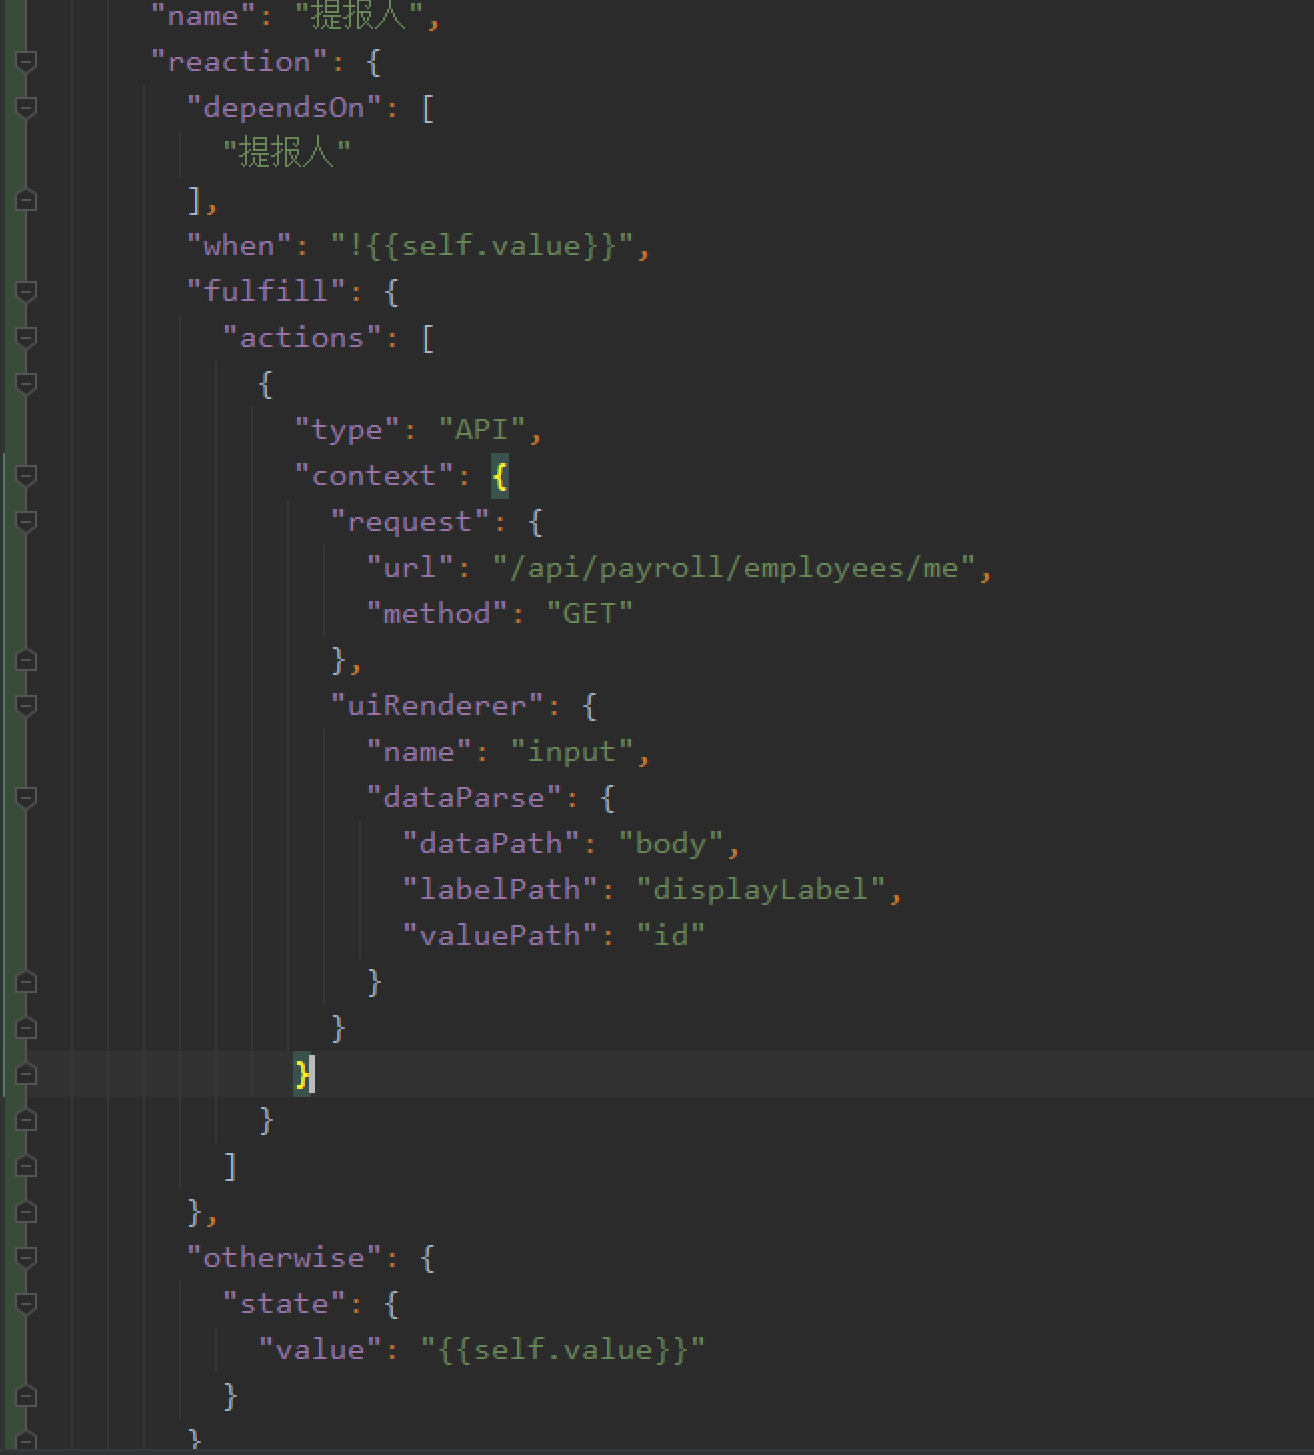 "name": "提报人",
"reaction": {
"dependsOn": [
"提报人"
],
"when": "!{{self.value}}",
"fulfill": {
"actions": [
{
"type": "API",
"context": {
"request": {
"url": "/api/payroll/employees/me",
"method": "GET"
},
"uiRenderer": {
"name": "input",
"dataParse": {
"dataPath": "body",
"labelPath": "displayLabel",
"valuePath": "id"
}
}
}
}
]
},
"otherwise": {
"state": {
"value": "{{self.value}}"
}
}